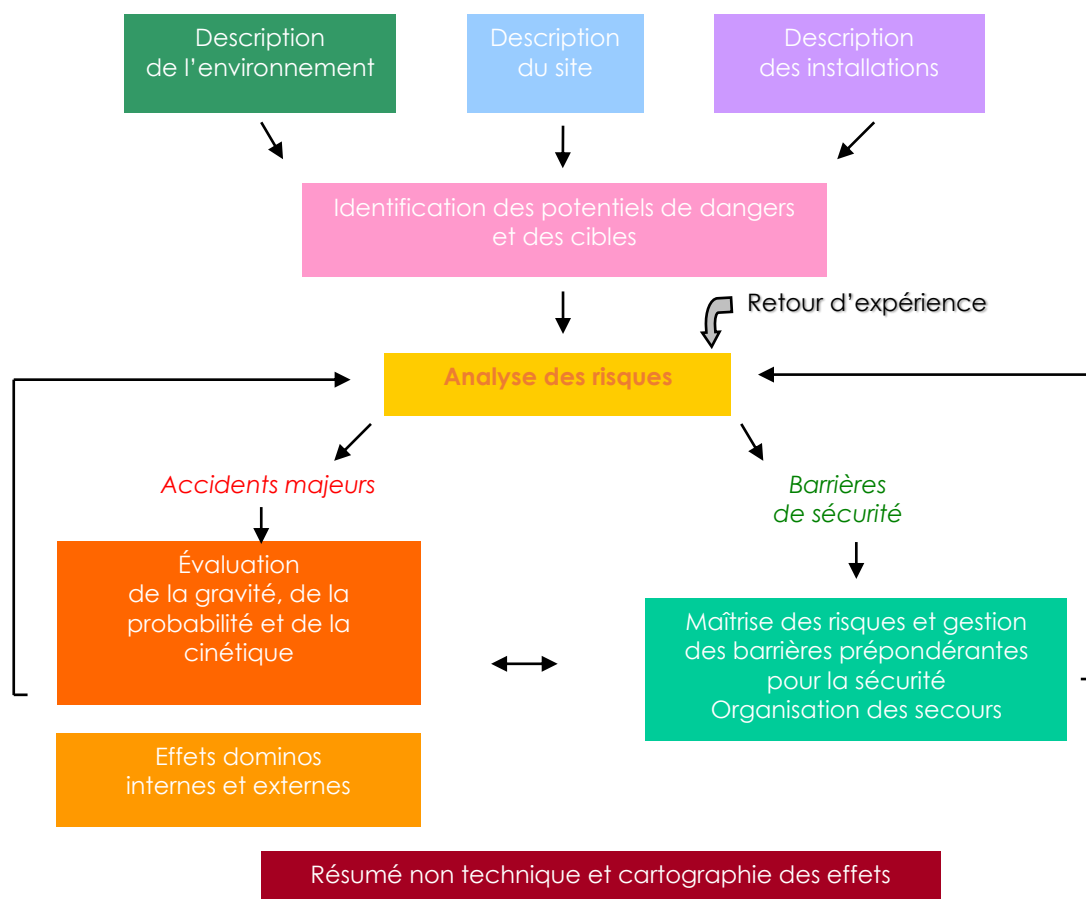 Description
de l’environnement
Description
du site
Description
des installations
Identification des potentiels de dangers
et des cibles
Retour d’expérience
Analyse des risques
Accidents majeurs
Barrières
de sécurité
Évaluation
de la gravité, de la
probabilité et de la
cinétique
Maîtrise des risques et gestion
des barrières prépondérantes
pour la sécurité
Organisation des secours
Effets dominos
internes et externes
Résumé non technique et cartographie des effets